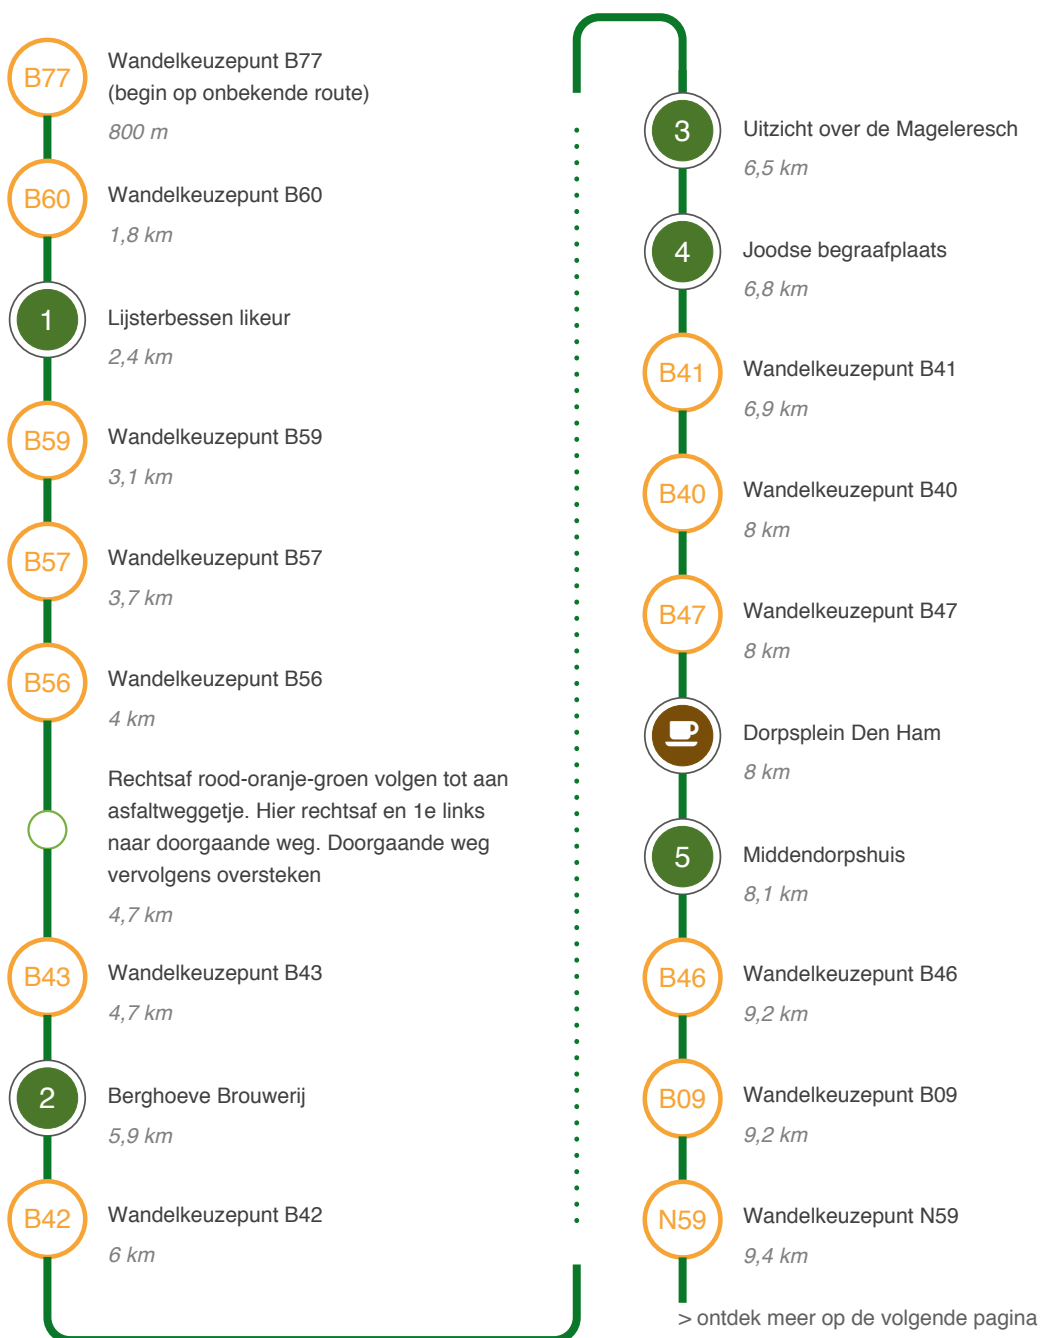 B77
Wandelkeuzepunt B77
(begin op onbekende route)
800 m
B60
Wandelkeuzepunt B60
1,8 km
1
Lijsterbessen likeur
2,4 km
B59
Wandelkeuzepunt B59
3,1 km
B57
Wandelkeuzepunt B57
3,7 km
B56
Wandelkeuzepunt B56
4 km
Rechtsaf rood-oranje-groen volgen tot aan
asfaltweggetje. Hier rechtsaf en 1e links
naar doorgaande weg. Doorgaande weg
vervolgens oversteken
4,7 km
B43
Wandelkeuzepunt B43
4,7 km
2
Berghoeve Brouwerij
5,9 km
B42
Wandelkeuzepunt B42
6 km
3
Uitzicht over de Mageleresch
6,5 km
4
Joodse begraafplaats
6,8 km
B41
Wandelkeuzepunt B41
6,9 km
B40
Wandelkeuzepunt B40
8 km
B47
Wandelkeuzepunt B47
8 km
Dorpsplein Den Ham
8 km
5
Middendorpshuis
8,1 km
B46
Wandelkeuzepunt B46
9,2 km
B09
Wandelkeuzepunt B09
9,2 km
N59
Wandelkeuzepunt N59
9,4 km
> ontdek meer op de volgende pagina